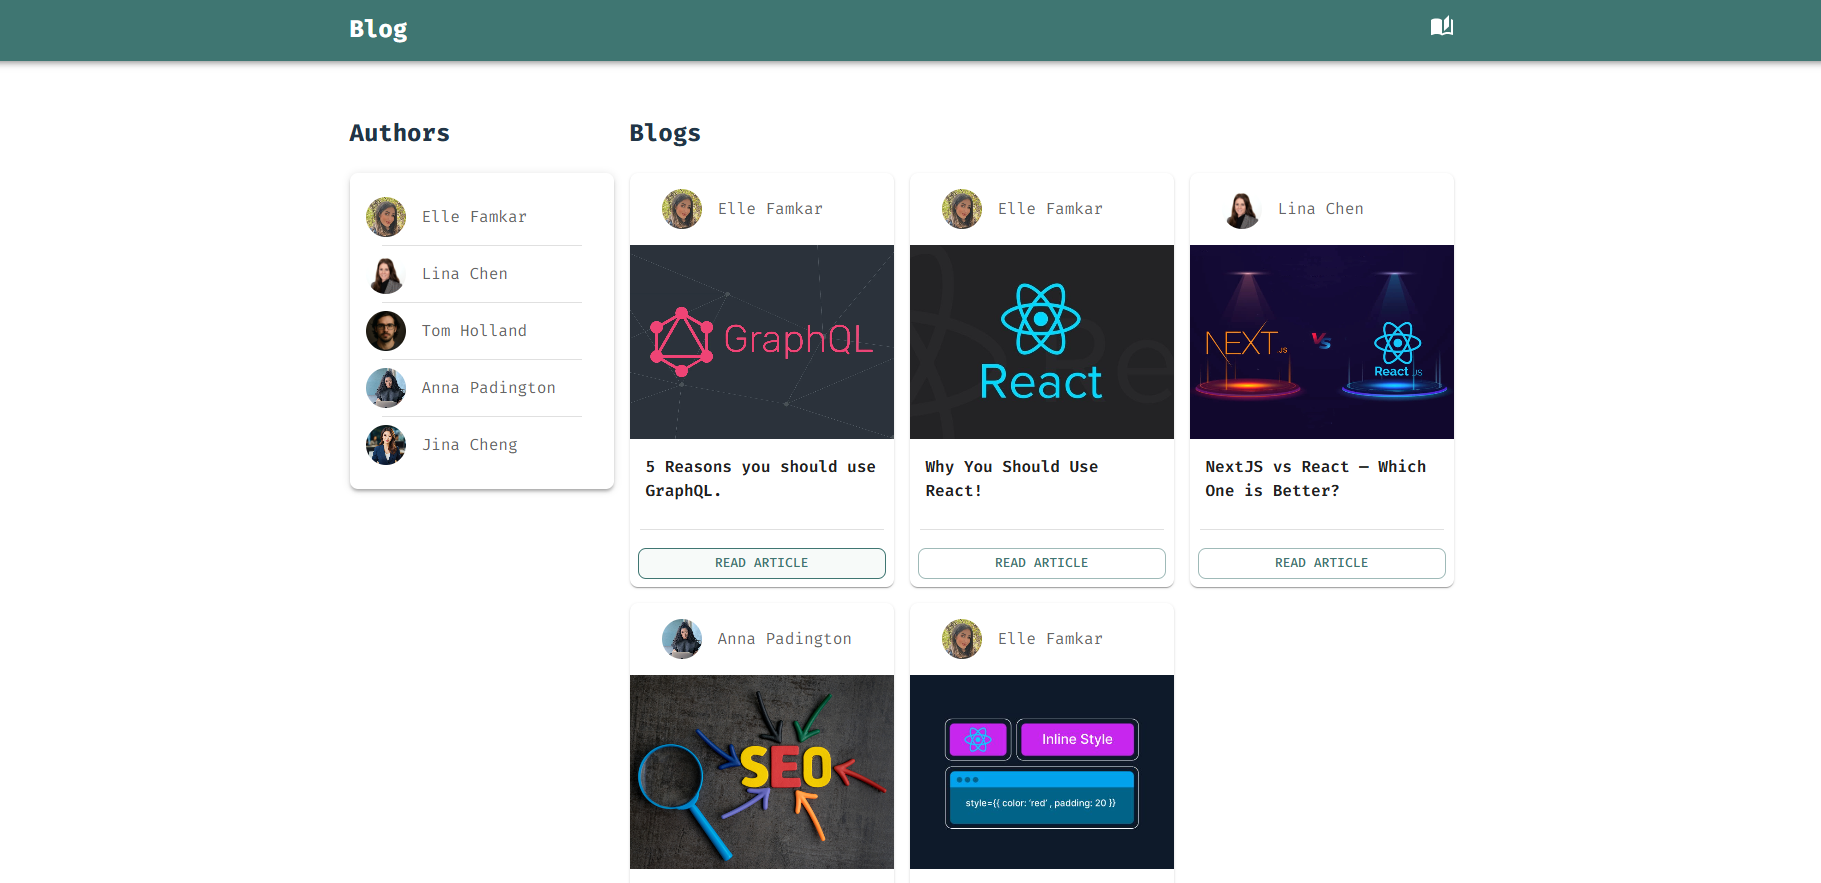 Blog
Authors
Blogs
Elle Famkar
Lina Chen
Tom Holland
Anna Padington
Jina Cheng
Elle Famkar
GraphQL
5 Reasons you should use
GraphQL.
READ ARTICLE
Elle Famkar
Re
React
Why You Should Use
React!
READ ARTICLE
Lina Chen
NEXT.JS
VS
React JS
NextJS vs React – Which
One is Better?
READ ARTICLE
Anna Padington
SEO
Elle Famkar
Inline Style
style={{ color: 'red' , padding: 20 }}